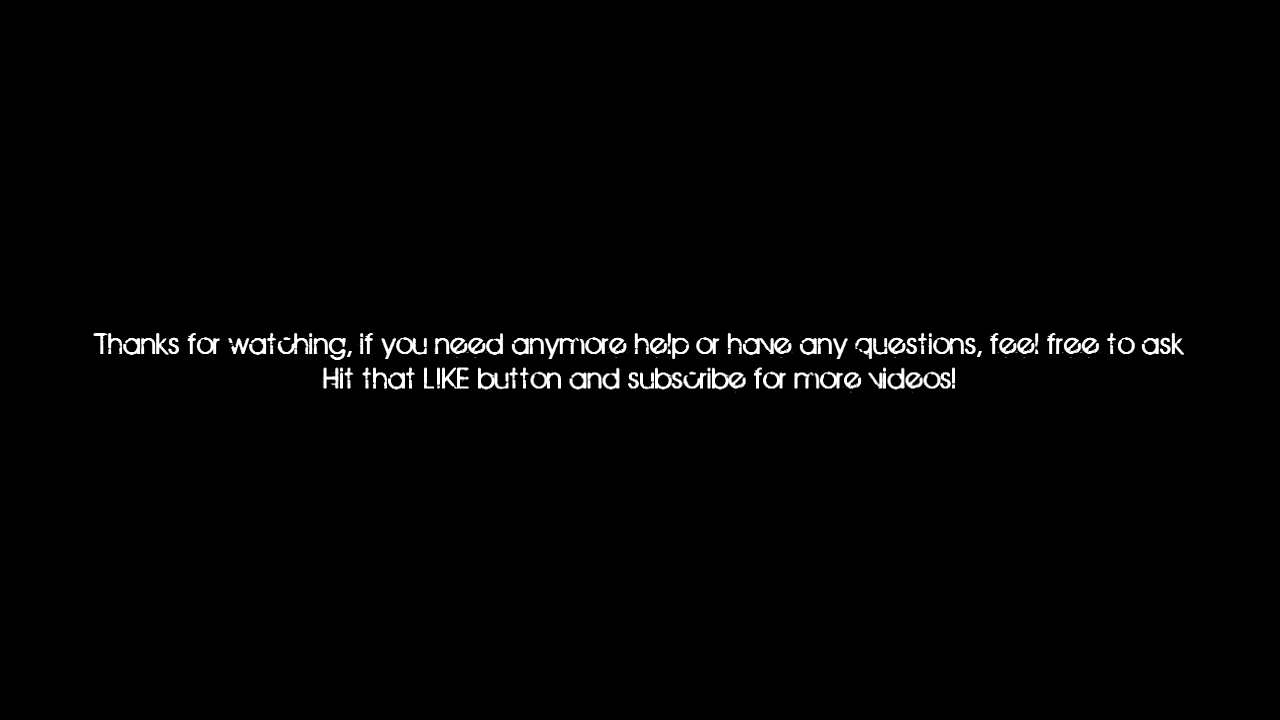 Thanks for watching, if you need anymore help or have any questions, feel free to ask
Hit that LIKE button and subscribe for more videos!